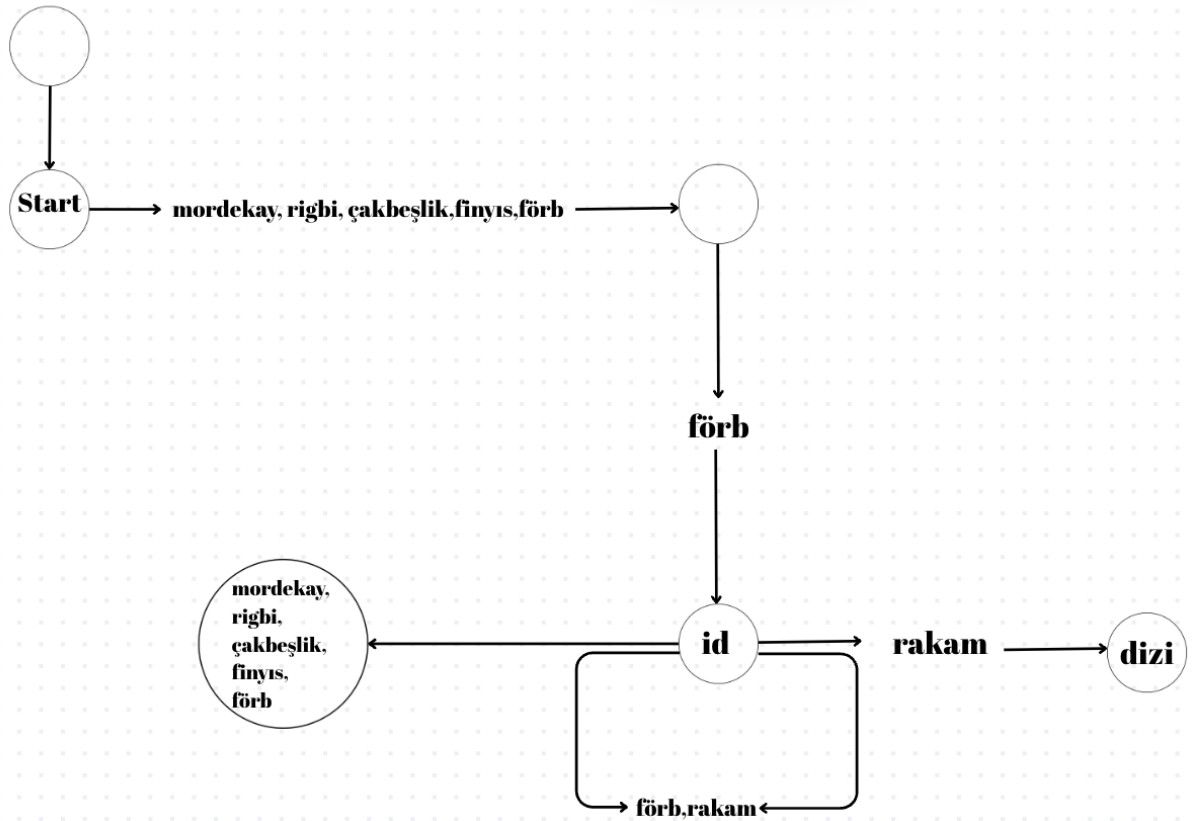 Start
mordekay, rigbi, çakbeşlik,finyıs,förb
förb
mordekay,
rigbi,
çakbeşlik,
finyıs,
förb
id
rakam
dizi
förb,rakam